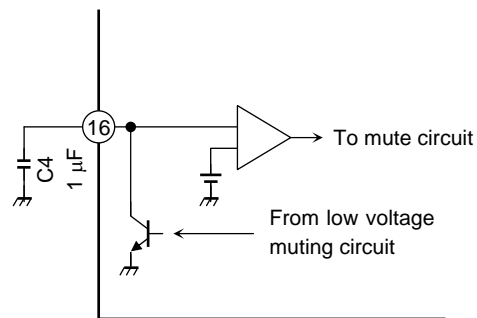 16
To mute circuit
C4
1 μF
From low voltage
muting circuit